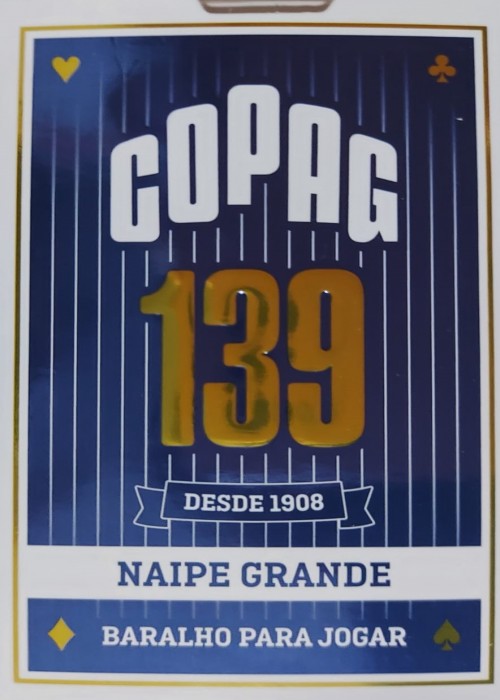 COPAG
139
DESDE 1908
NAIPE GRANDE
BARALHO PARA JOGAR